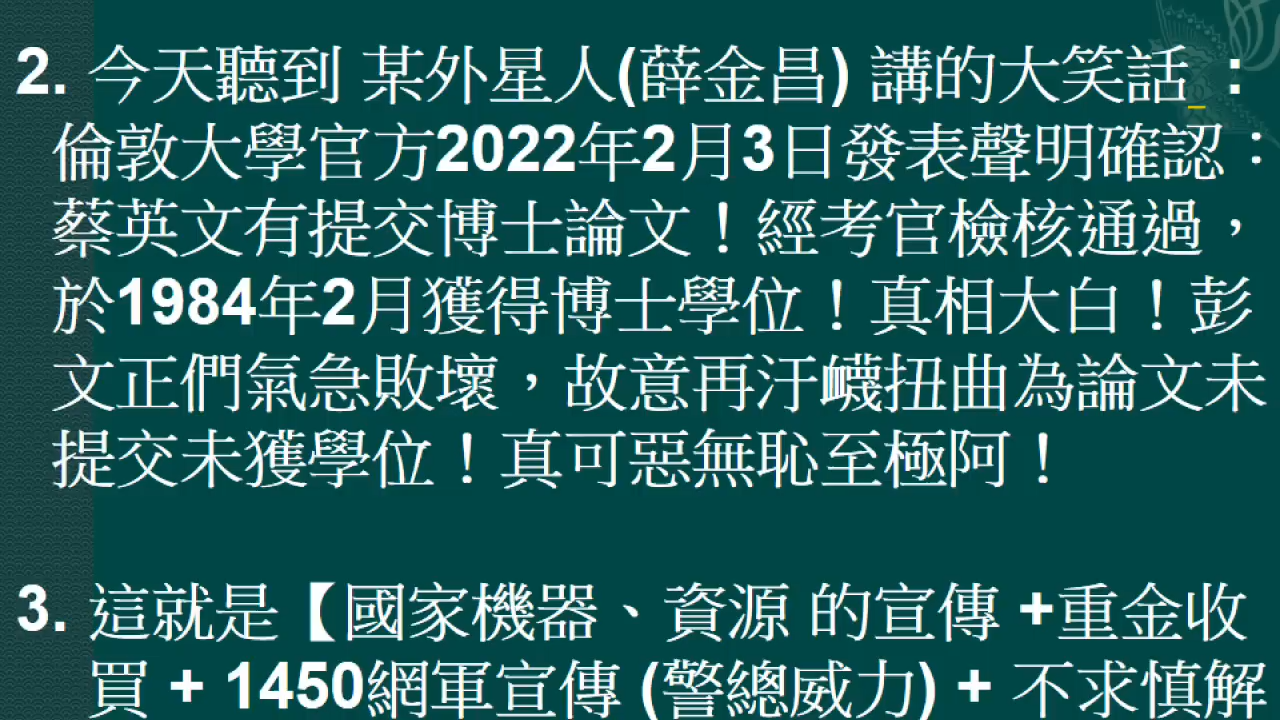 2. 今天聽到 某外星人(薛金昌) 講的大笑話_：
倫敦大學官方2022年2月3日發表聲明確認：
蔡英文有提交博士論文！經考官檢核通過，
於1984年2月獲得博士學位！真相大白！彭
文正們氣急敗壞，故意再汙衊扭曲為論文未
提交未獲學位！真可惡無恥至極阿！
3. 這就是【國家機器、資源 的宣傳 +重金收
買 + 1450網軍宣傳 (警總威力) + 不求慎解